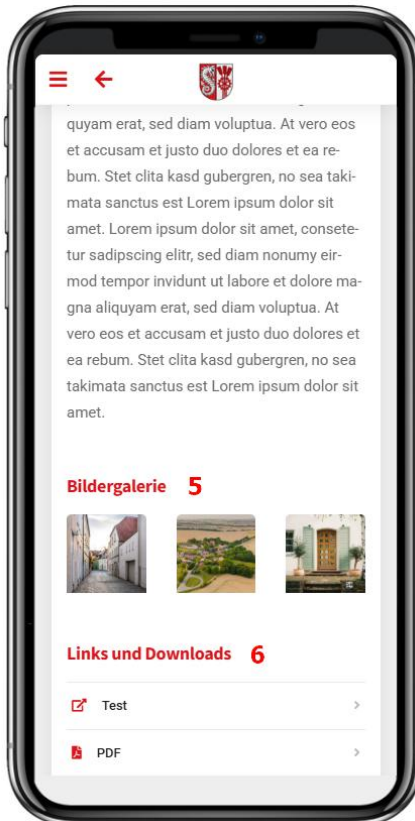 quyam erat, sed diam voluptua. At vero eos
et accusam et justo duo dolores et ea re-
bum. Stet clita kasd gubergren, no sea taki-
mata sanctus est Lorem ipsum dolor sit
amet. Lorem ipsum dolor sit amet, consete-
tur sadipscing elitr, sed diam nonumy eir-
mod tempor invidunt ut labore et dolore ma-
gna aliquyam erat, sed diam voluptua. At
vero eos et accusam et justo duo dolores et
ea rebum. Stet clita kasd gubergren, no sea
takimata sanctus est Lorem ipsum dolor sit
amet.
Bildergalerie 5
Links und Downloads 6
Test
PDF